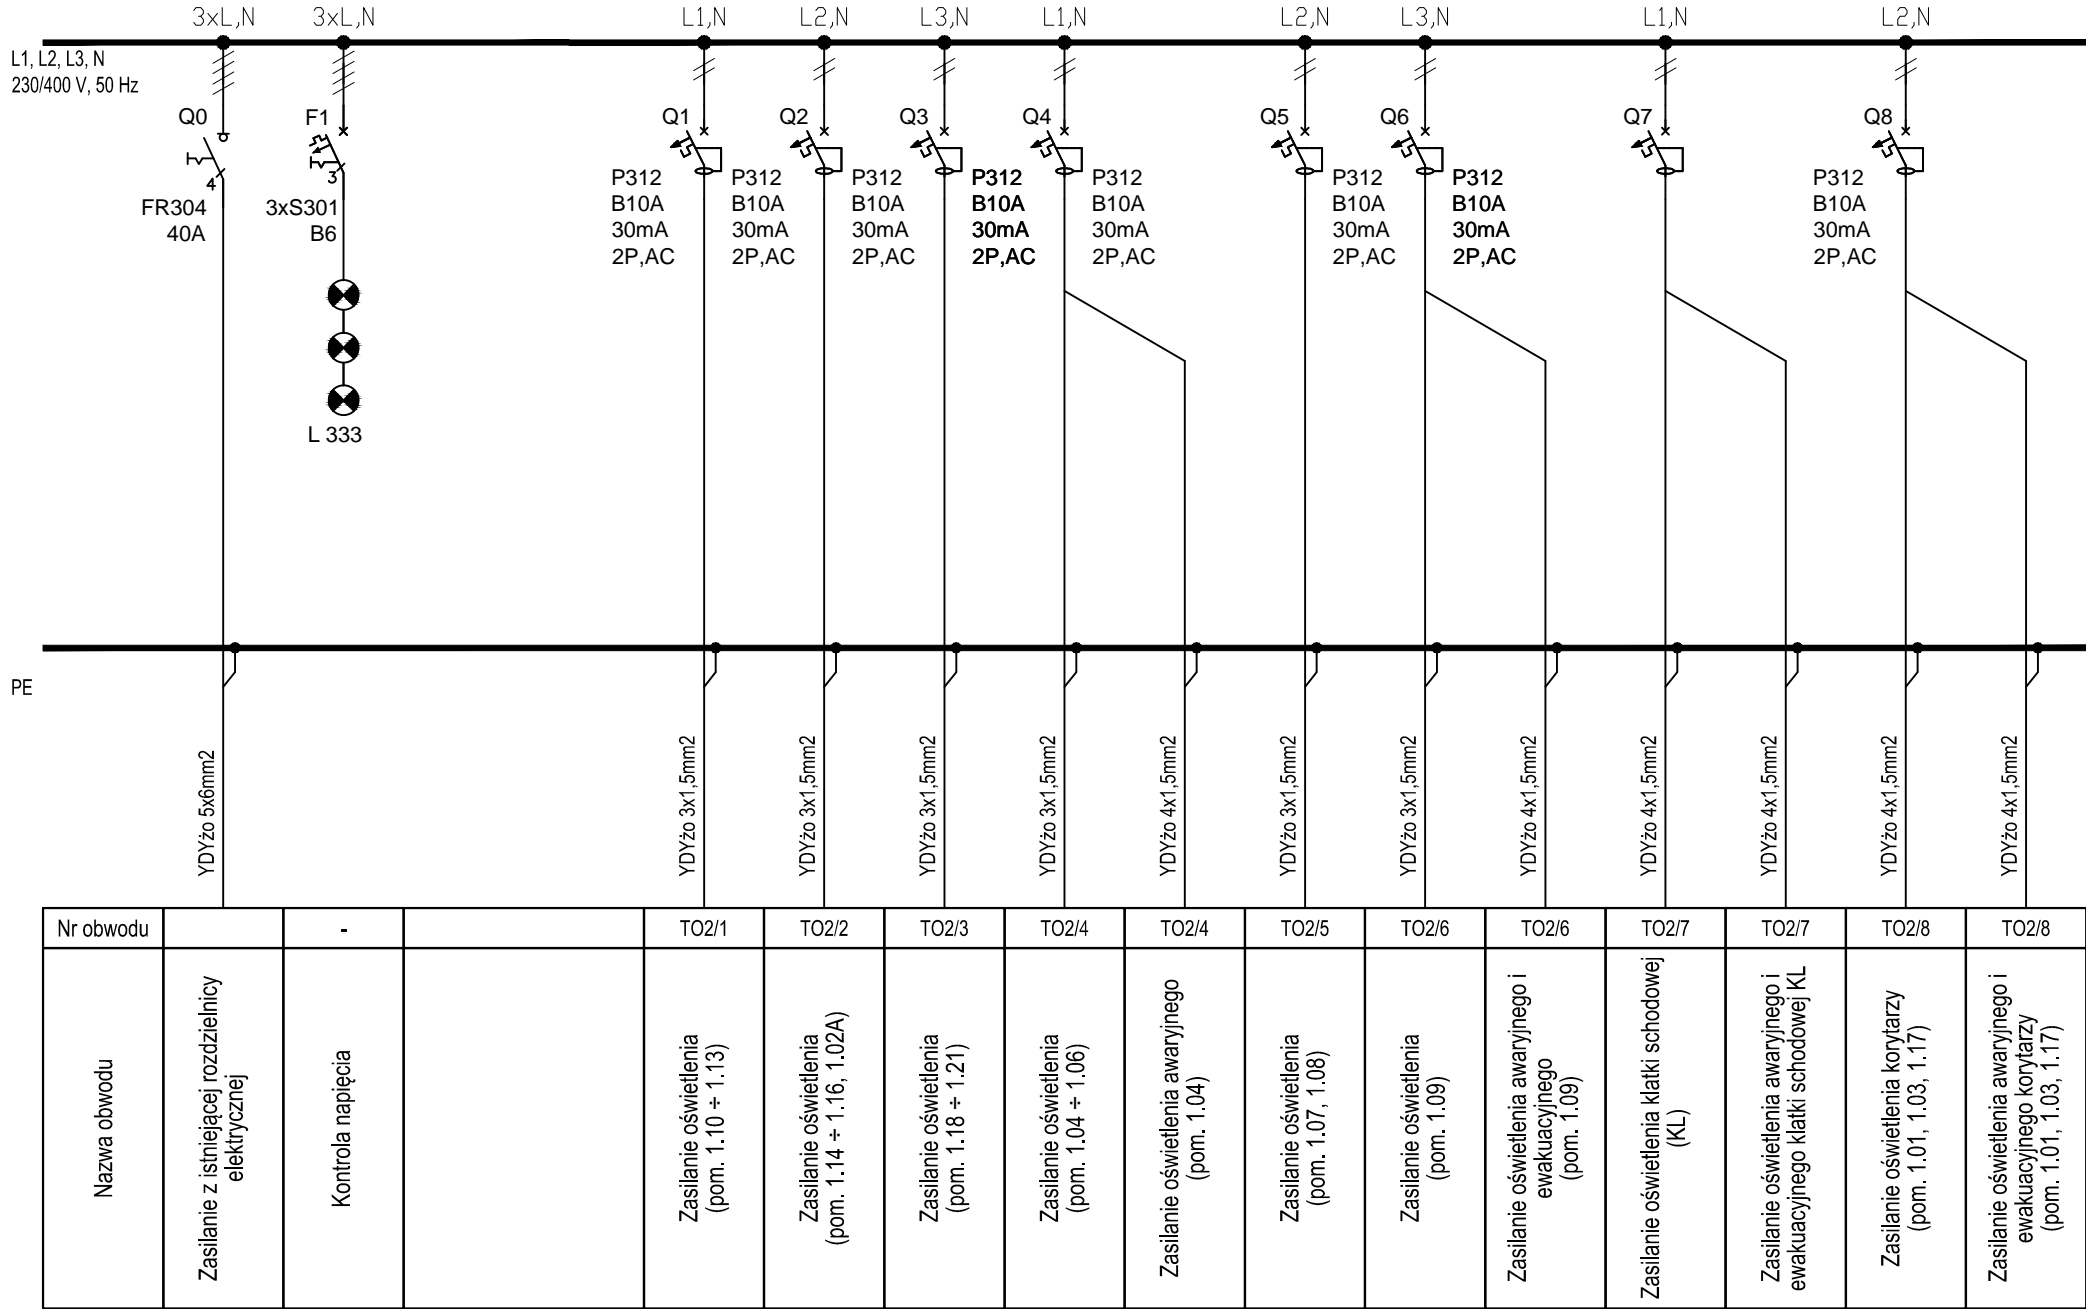 3xL,N
3xL,N
L1,N
L2,N
L3,N
L1,N
L2,N
L3,N
L1,N
L2,N
L1, L2, L3, N
230/400 V, 50 Hz
Q0
F1
Q1
Q2
Q3
Q4
Q5
Q6
Q7
Q8
4
3
FR304
40A
3xS301
B6
L 333
P312
B10A
30mA
2P,AC
P312
B10A
30mA
2P,AC
P312
B10A
30mA
2P,AC
P312
B10A
30mA
2P,AC
P312
B10A
30mA
2P,AC
P312
B10A
30mA
2P,AC
P312
B10A
30mA
2P,AC
P312
B10A
30mA
2P,AC
PE
YDYżo 5x6mm2
YDYżo 3x1,5mm2
YDYżo 3x1,5mm2
YDYżo 3x1,5mm2
YDYżo 3x1,5mm2
YDYżo 4x1,5mm2
YDYżo 3x1,5mm2
YDYżo 3x1,5mm2
YDYżo 4x1,5mm2
YDYżo 4x1,5mm2
YDYżo 4x1,5mm2
YDYżo 4x1,5mm2
YDYżo 4x1,5mm2
Nr obwodu
-
TO2/1
TO2/2
TO2/3
TO2/4
TO2/4
TO2/5
TO2/6
TO2/6
TO2/7
TO2/7
TO2/8
TO2/8
Nazwa obwodu
Zasilanie z istniejącej rozdzielnicy
elektrycznej
Kontrola napięcia
Zasilanie oświetlenia
(pom. 1.10 ÷ 1.13)
Zasilanie oświetlenia
(pom. 1.14 ÷ 1.16, 1.02A)
Zasilanie oświetlenia
(pom. 1.18 ÷ 1.21)
Zasilanie oświetlenia
(pom. 1.04 ÷ 1.06)
Zasilanie oświetlenia awaryjnego
(pom. 1.04)
Zasilanie oświetlenia
(pom. 1.07, 1.08)
Zasilanie oświetlenia
(pom. 1.09)
Zasilanie oświetlenia awaryjnego i
ewakuacyjnego
(pom. 1.09)
Zasilanie oświetlenia klatki schodowej
(KL)
Zasilanie oświetlenia awaryjnego i
ewakuacyjnego klatki schodowej KL
Zasilanie oświetlenia korytarzy
(pom. 1.01, 1.03, 1.17)
Zasilanie oświetlenia awaryjnego i
ewakuacyjnego korytarzy
(pom. 1.01, 1.03, 1.17)